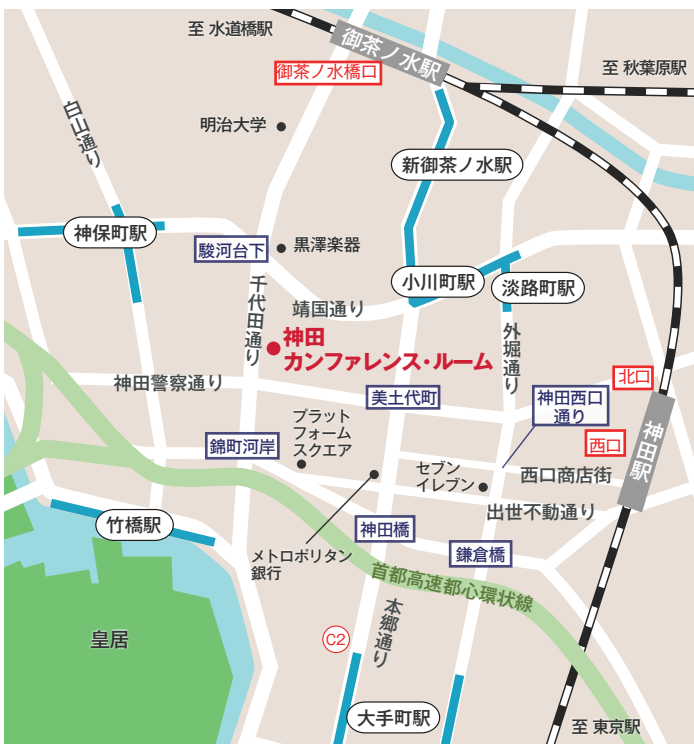 至 水道橋駅
御茶ノ水駅
御茶ノ水橋口
至 秋葉原駅
白山通り
明治大学
新御茶ノ水駅
神保町駅
駿河台下
黒澤楽器
小川町駅
淡路町駅
千代田通り
靖国通り
神田
カンファレンス・ルーム
外堀通り
神田警察通り
美土代町
神田西口
通り
北口
西口
神田駅
プラット
フォーム
スクエア
錦町河岸
セブン
イレブン
西口商店街
出世不動通り
竹橋駅
神田橋
鎌倉橋
メトロポリタン
銀行
首都高速都心環状線
本郷通り
皇居
C2
大手町駅
至 東京駅